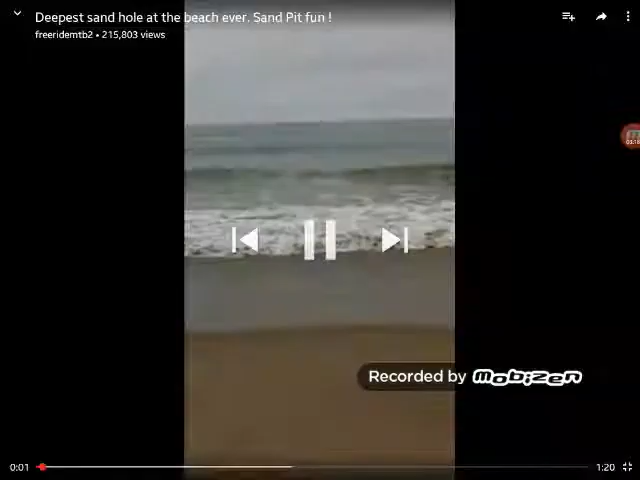 Deepest sand hole at the beach ever. Sand Pit fun !
freeridemtb2 • 215,803 views
Recorded by mobizen
0:01
1:20